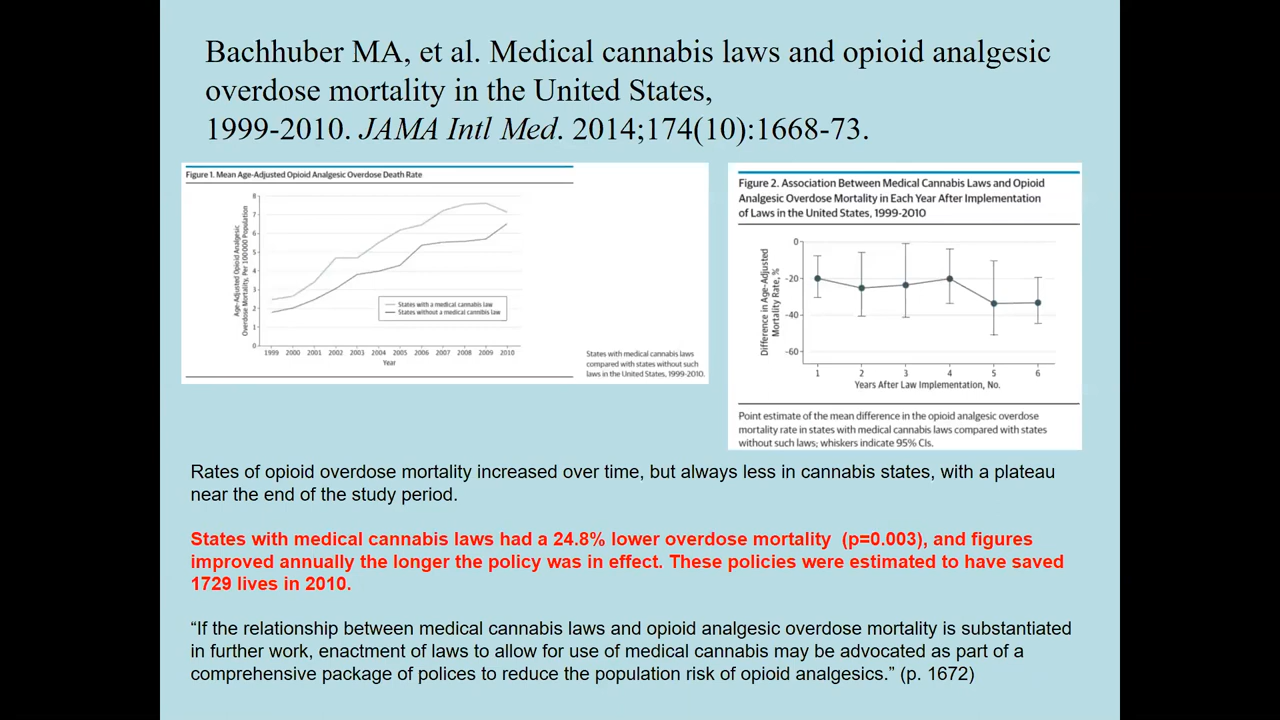 Bachhuber MA, et al. Medical cannabis laws and opioid analgesic
overdose mortality in the United States,
1999-2010. JAMA Intl Med. 2014;174(10):1668-73.
Figure 1. Mean Age-Adjusted Opioid Analgesic Overdose Death Rate
Age-Adjusted Opioid Analgesic
Overdose Mortality, Per 100 000 Population
8
7
6
5
4
3
2
1
0
States with a medical cannabis law
States without a medical cannibis law
1999 2000 2001 2002 2003 2004 2005 2006 2007 2008 2009 2010
Year
States with medical cannabis laws
compared with states without such
laws in the United States, 1999-2010.
Figure 2. Association Between Medical Cannabis Laws and Opioid
Analgesic Overdose Mortality in Each Year After Implementation
of Laws in the United States, 1999-2010
Difference in Age-Adjusted
Mortality Rate, %
0
-20
-40
-60
1 2 3 4 5 6
Years After Law Implementation, No.
Point estimate of the mean difference in the opioid analgesic overdose
mortality rate in states with medical cannabis laws compared with states
without such laws; whiskers indicate 95% CIs.
Rates of opioid overdose mortality increased over time, but always less in cannabis states, with a plateau
near the end of the study period.
States with medical cannabis laws had a 24.8% lower overdose mortality (p=0.003), and figures
improved annually the longer the policy was in effect. These policies were estimated to have saved
1729 lives in 2010.
“If the relationship between medical cannabis laws and opioid analgesic overdose mortality is substantiated
in further work, enactment of laws to allow for use of medical cannabis may be advocated as part of a
comprehensive package of polices to reduce the population risk of opioid analgesics.” (p. 1672)